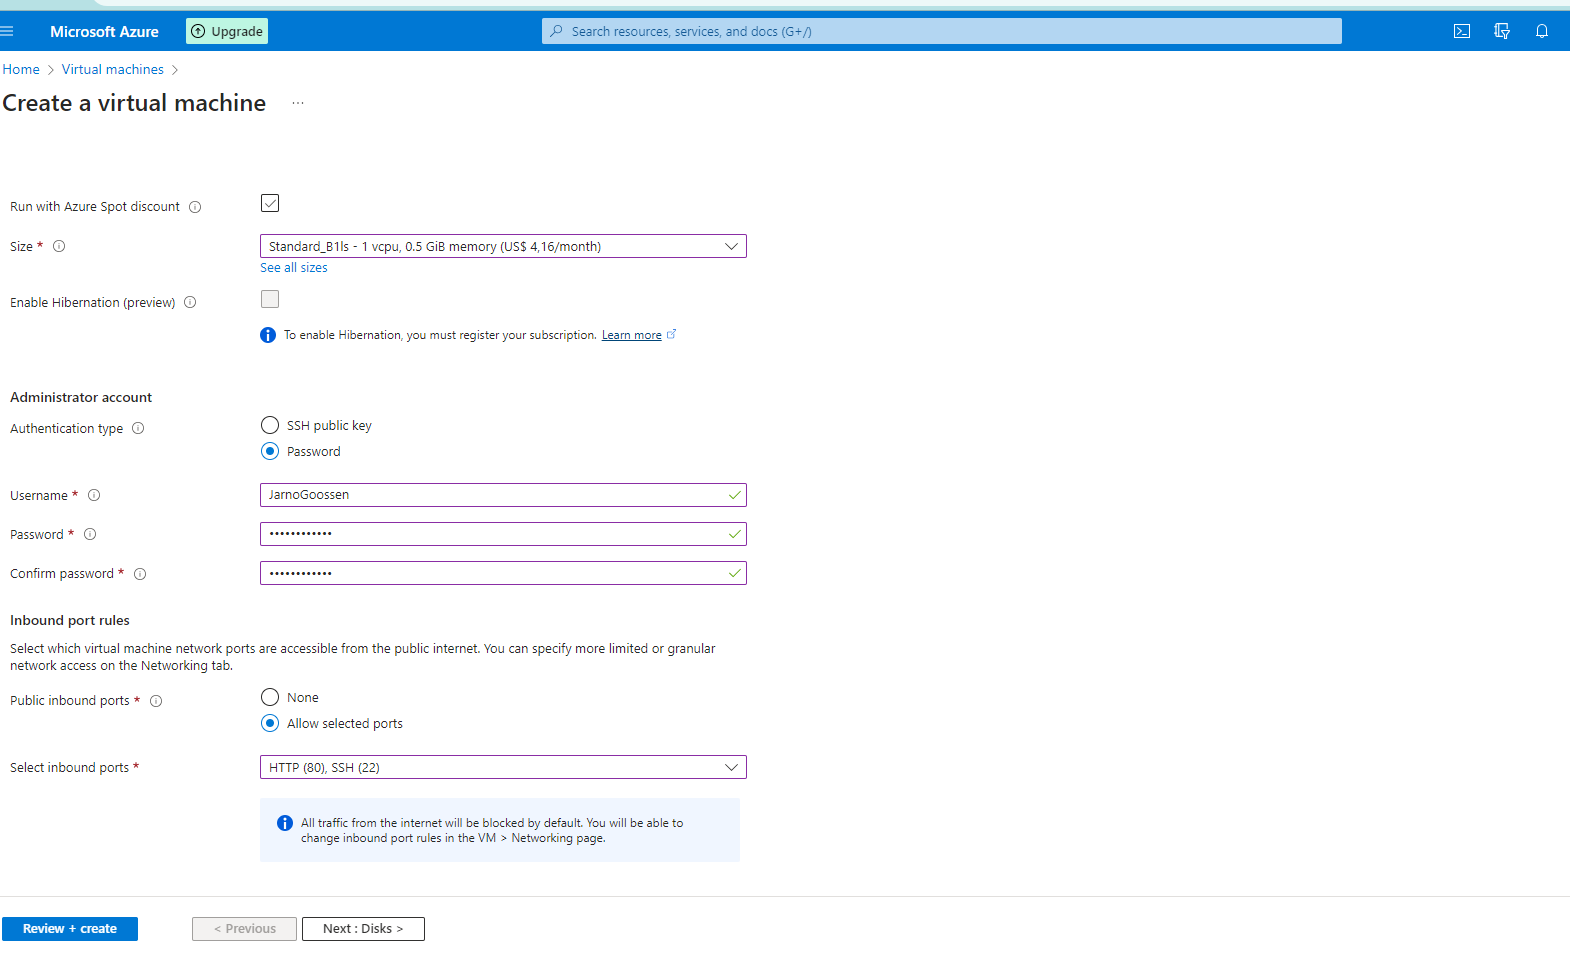 Microsoft Azure
Upgrade
Search resources, services, and docs (G+/)
Home > Virtual machines >
Create a virtual machine ...
Run with Azure Spot discount
Size *
Standard_B1ls - 1 vcpu, 0.5 GiB memory (US$ 4,16/month)
See all sizes
Enable Hibernation (preview)
To enable Hibernation, you must register your subscription. Learn more
Administrator account
Authentication type
SSH public key
Password
Username *
JarnoGoossen
Password *
••••••••••••
Confirm password *
••••••••••••
Inbound port rules
Select which virtual machine network ports are accessible from the public internet. You can specify more limited or granular
network access on the Networking tab.
Public inbound ports *
None
Allow selected ports
Select inbound ports *
HTTP (80), SSH (22)
All traffic from the internet will be blocked by default. You will be able to
change inbound port rules in the VM > Networking page.
Review + create
< Previous
Next : Disks >